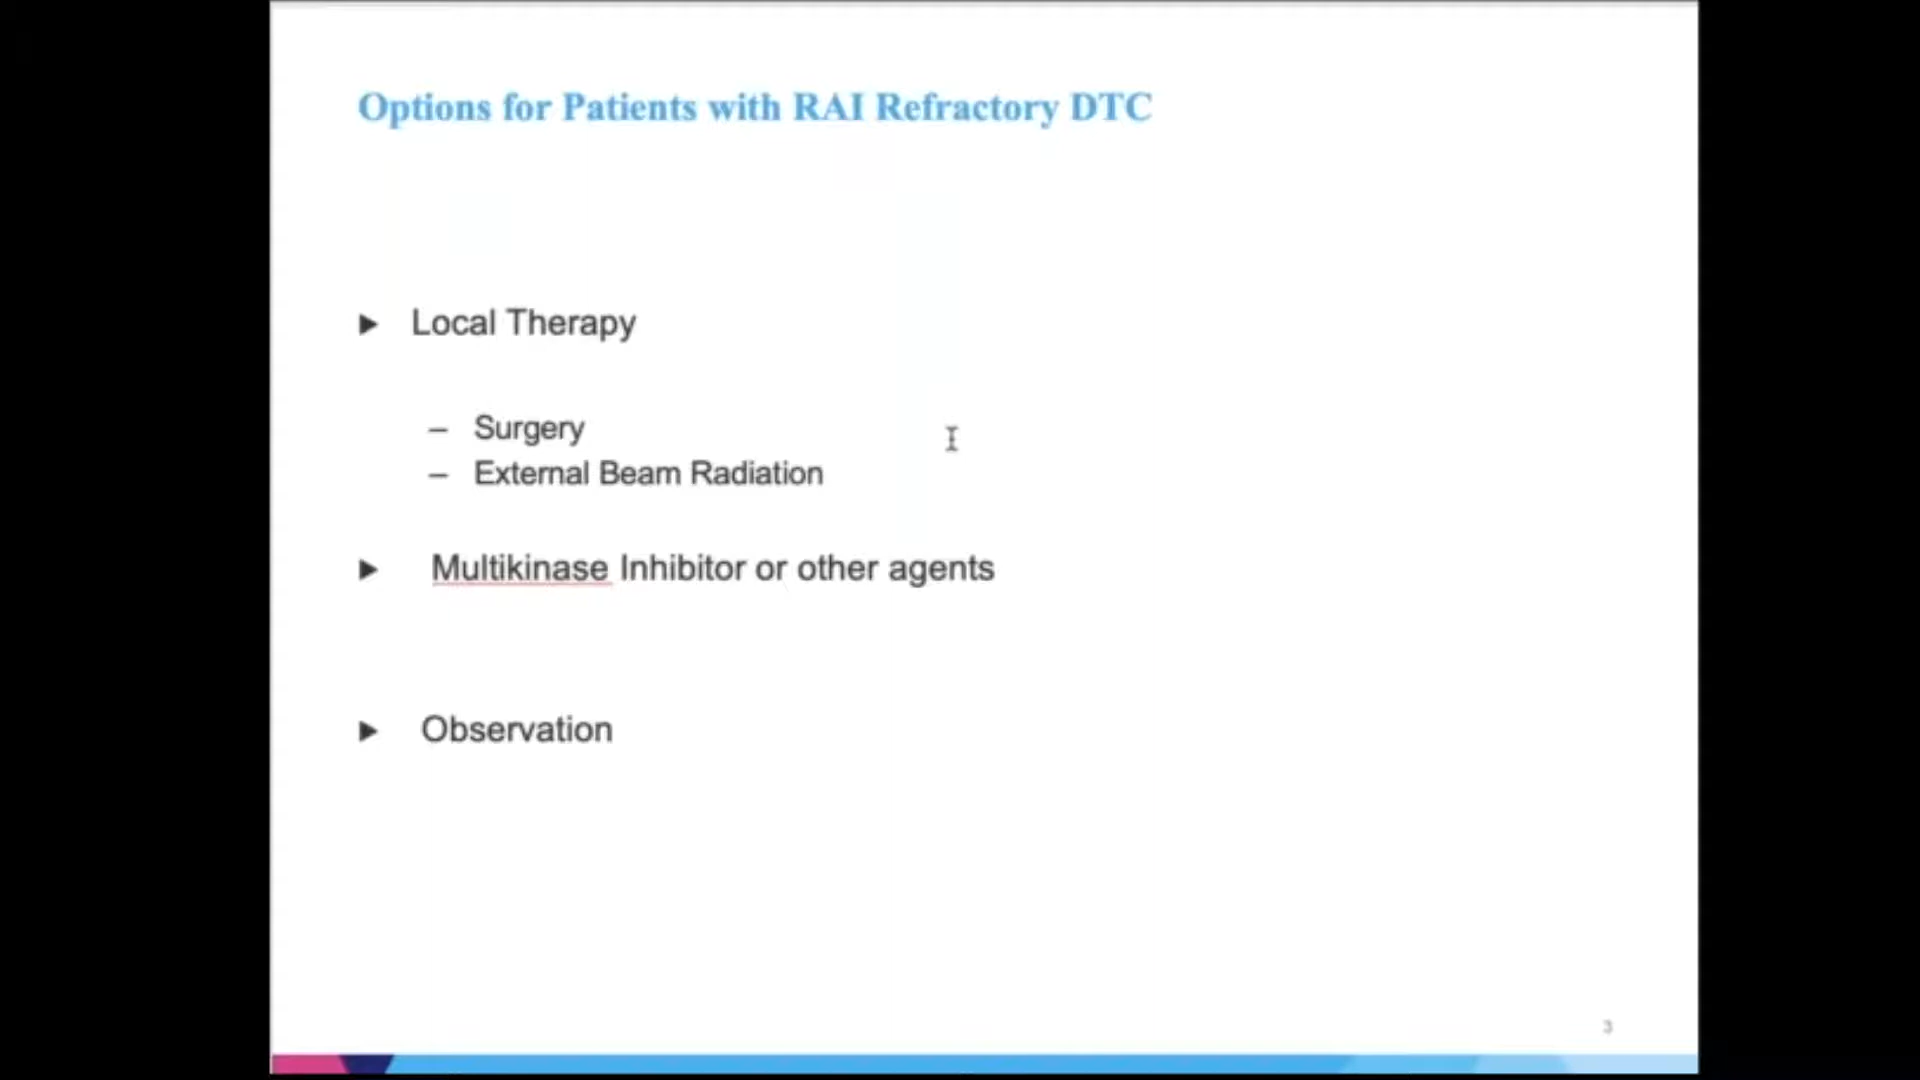 Options for Patients with RAI Refractory DTC
► Local Therapy
– Surgery
– External Beam Radiation
► Multikinase Inhibitor or other agents
► Observation
3